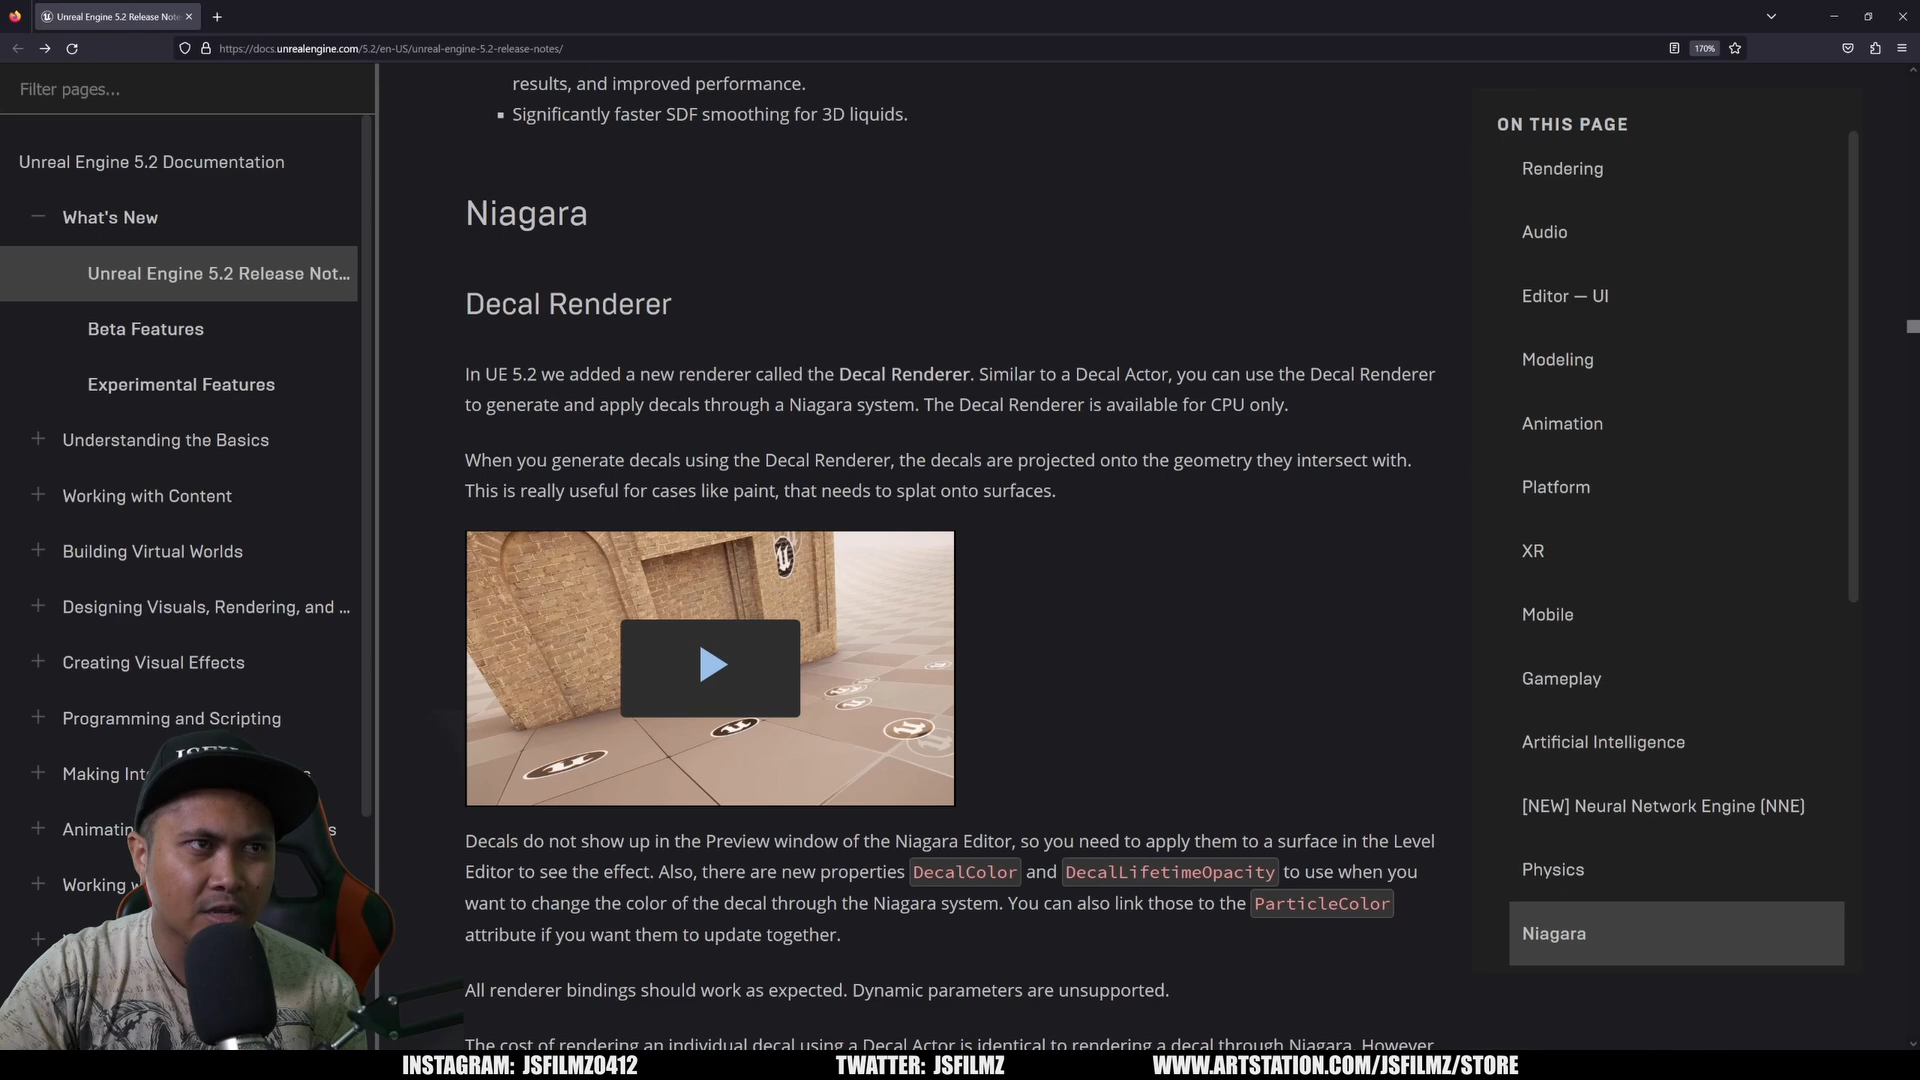 Unreal Engine 5.2 Release Note
https://docs.unrealengine.com/5.2/en-US/unreal-engine-5.2-release-notes/
170%
Filter pages...
Unreal Engine 5.2 Documentation
What's New
Unreal Engine 5.2 Release Not...
Beta Features
Experimental Features
Understanding the Basics
Working with Content
Building Virtual Worlds
Designing Visuals, Rendering, and ...
Creating Visual Effects
Programming and Scripting
Making Int
Animatin
Working w
results, and improved performance.
Significantly faster SDF smoothing for 3D liquids.
Niagara
Decal Renderer
In UE 5.2 we added a new renderer called the Decal Renderer. Similar to a Decal Actor, you can use the Decal Renderer
to generate and apply decals through a Niagara system. The Decal Renderer is available for CPU only.
When you generate decals using the Decal Renderer, the decals are projected onto the geometry they intersect with.
This is really useful for cases like paint, that needs to splat onto surfaces.
Decals do not show up in the Preview window of the Niagara Editor, so you need to apply them to a surface in the Level
Editor to see the effect. Also, there are new properties DecalColor and DecalLifetimeOpacity to use when you
want to change the color of the decal through the Niagara system. You can also link those to the ParticleColor
attribute if you want them to update together.
All renderer bindings should work as expected. Dynamic parameters are unsupported.
The cost of rendering an individual decal using a Decal Actor is identical to rendering a decal through Niagara. However
ON THIS PAGE
Rendering
Audio
Editor — UI
Modeling
Animation
Platform
XR
Mobile
Gameplay
Artificial Intelligence
[NEW] Neural Network Engine (NNE)
Physics
Niagara
INSTAGRAM: JSFILMZ0412
TWATTER: JSFILMZ
WWW.ARTSTATION.COM/JSFILMZ/STORE